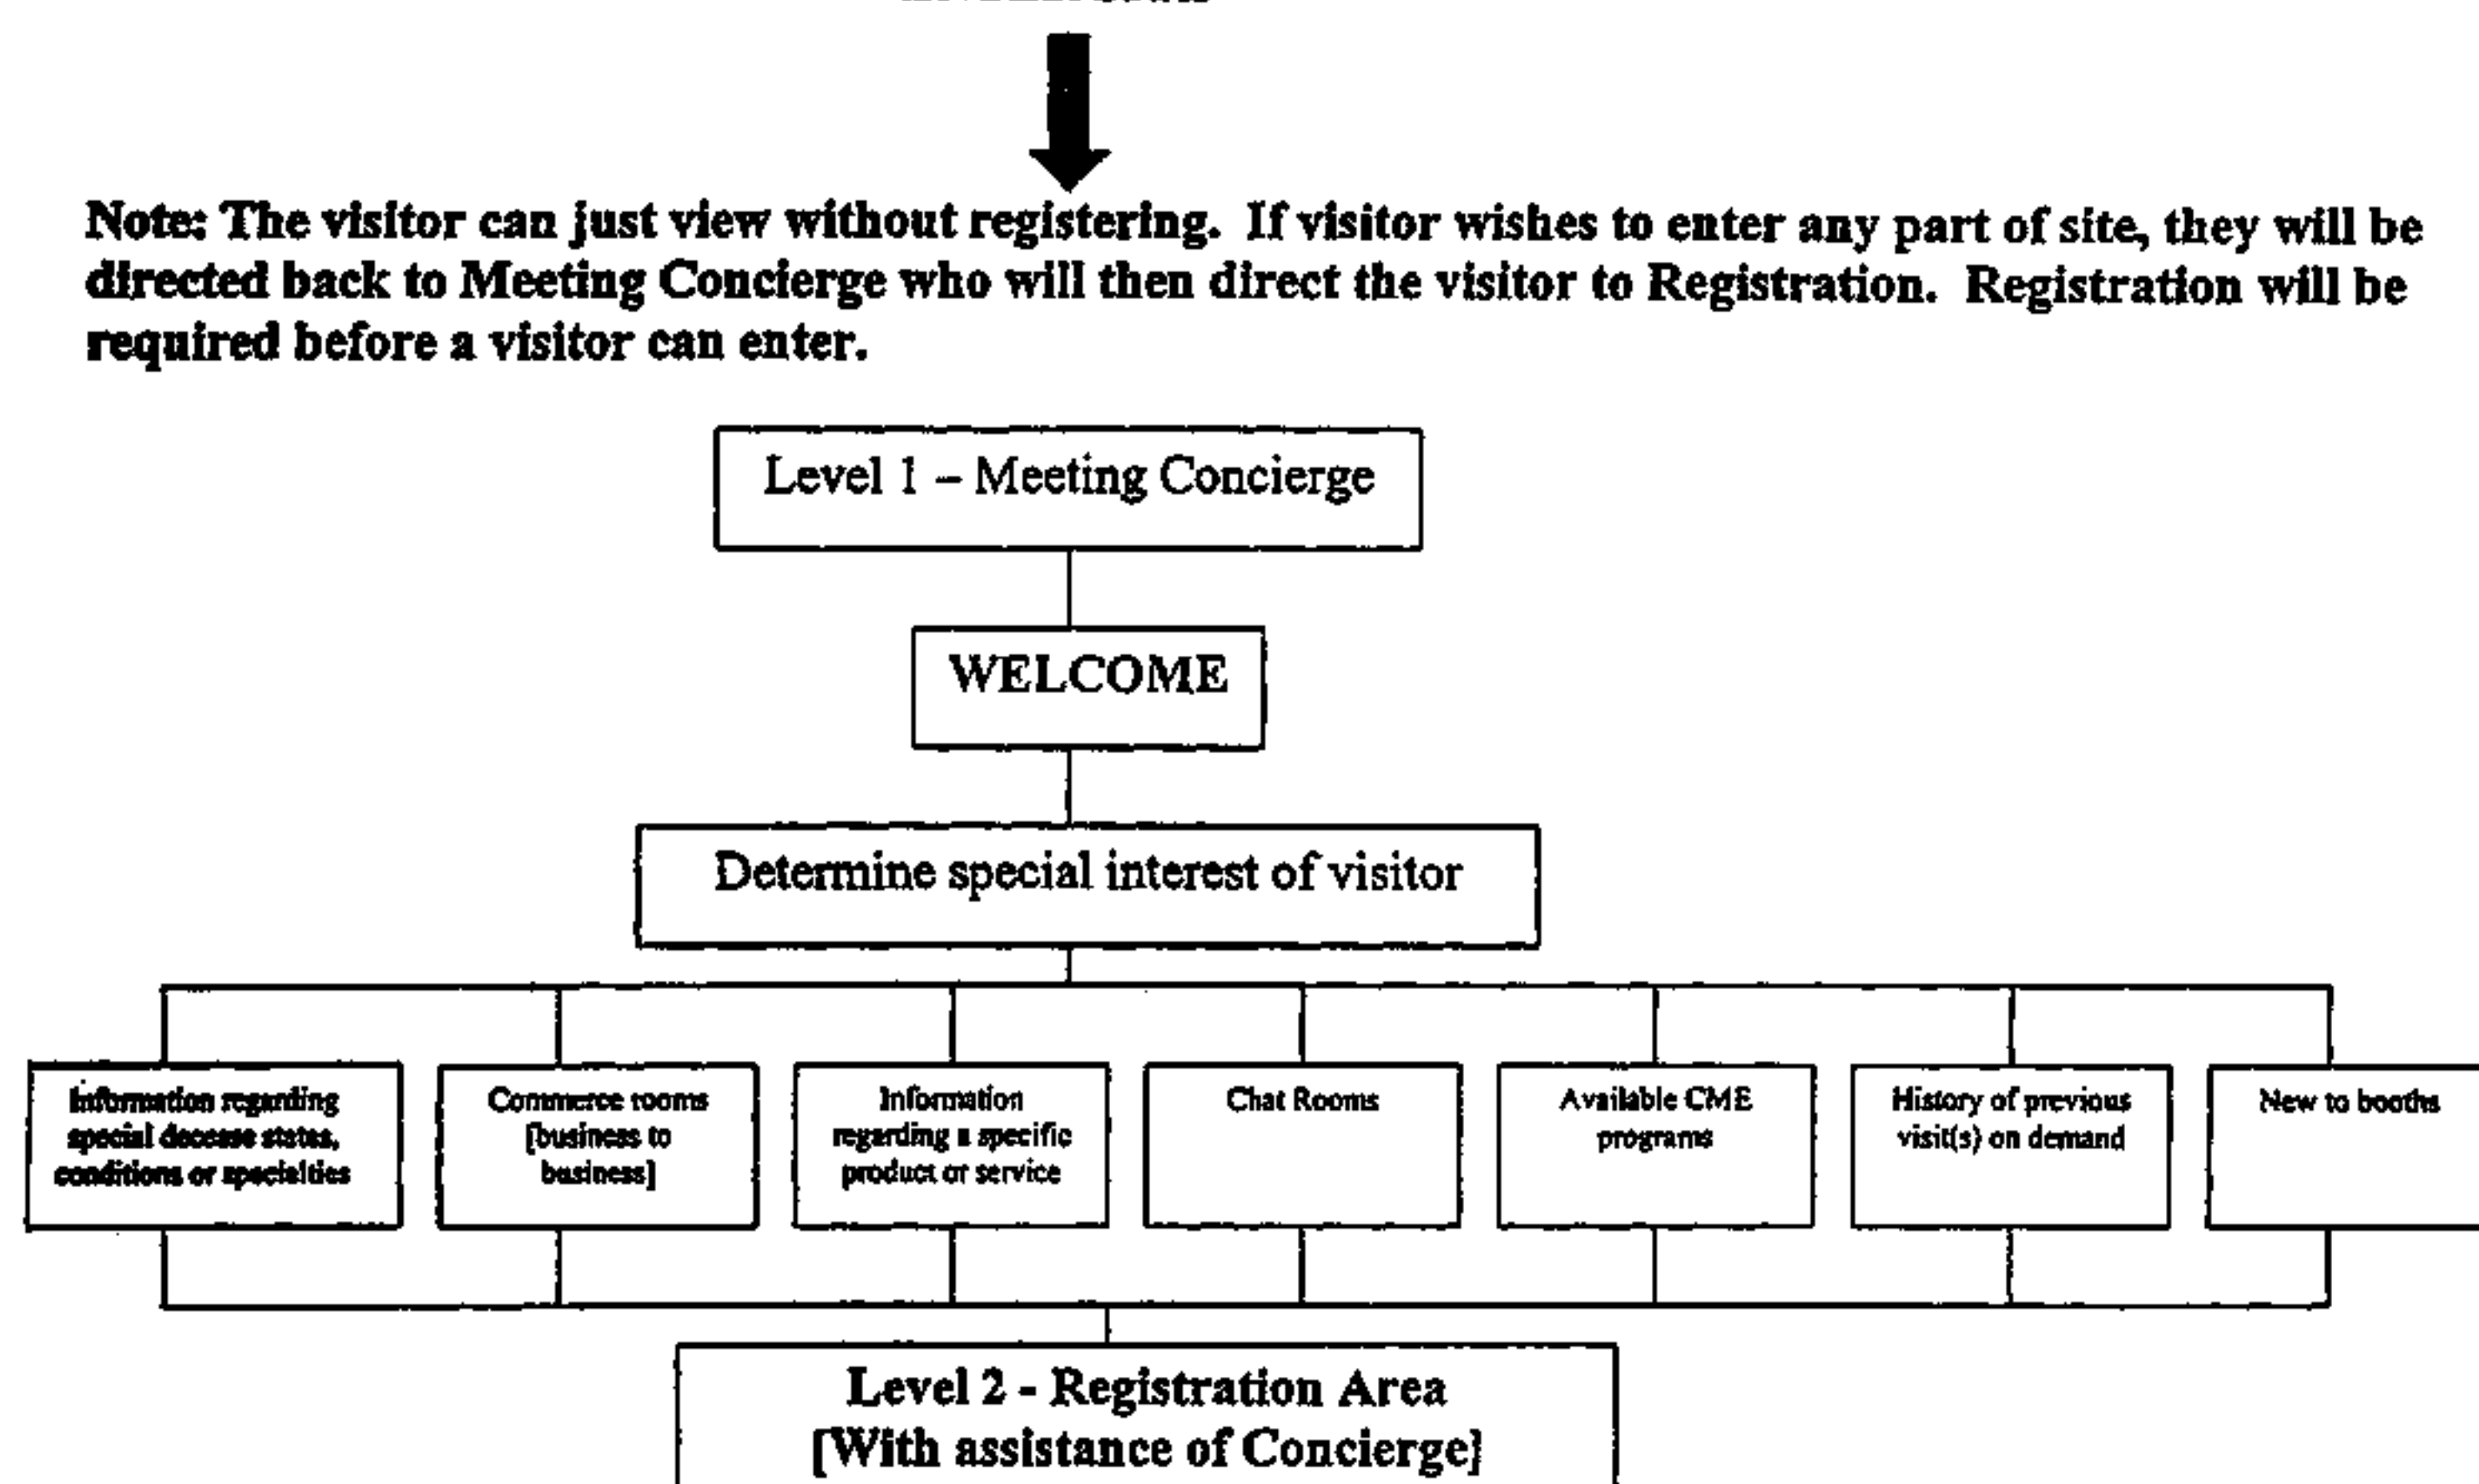 Note: The visitor can just view without registering. If visitor wishes to enter any part of site, they will be
directed back to Meeting Concierge who will then direct the visitor to Registration. Registration will be
required before a visitor can enter.
Level 1 – Meeting Concierge
WELCOME
Determine special interest of visitor
Information regarding
special decease states,
conditions or specialties
Commerce rooms
[business to
business]
Information
regarding a specific
product or service
Chat Rooms
Available CME
programs
History of previous
visit(s) on demand
New to booths
Level 2 - Registration Area
[With assistance of Concierge]